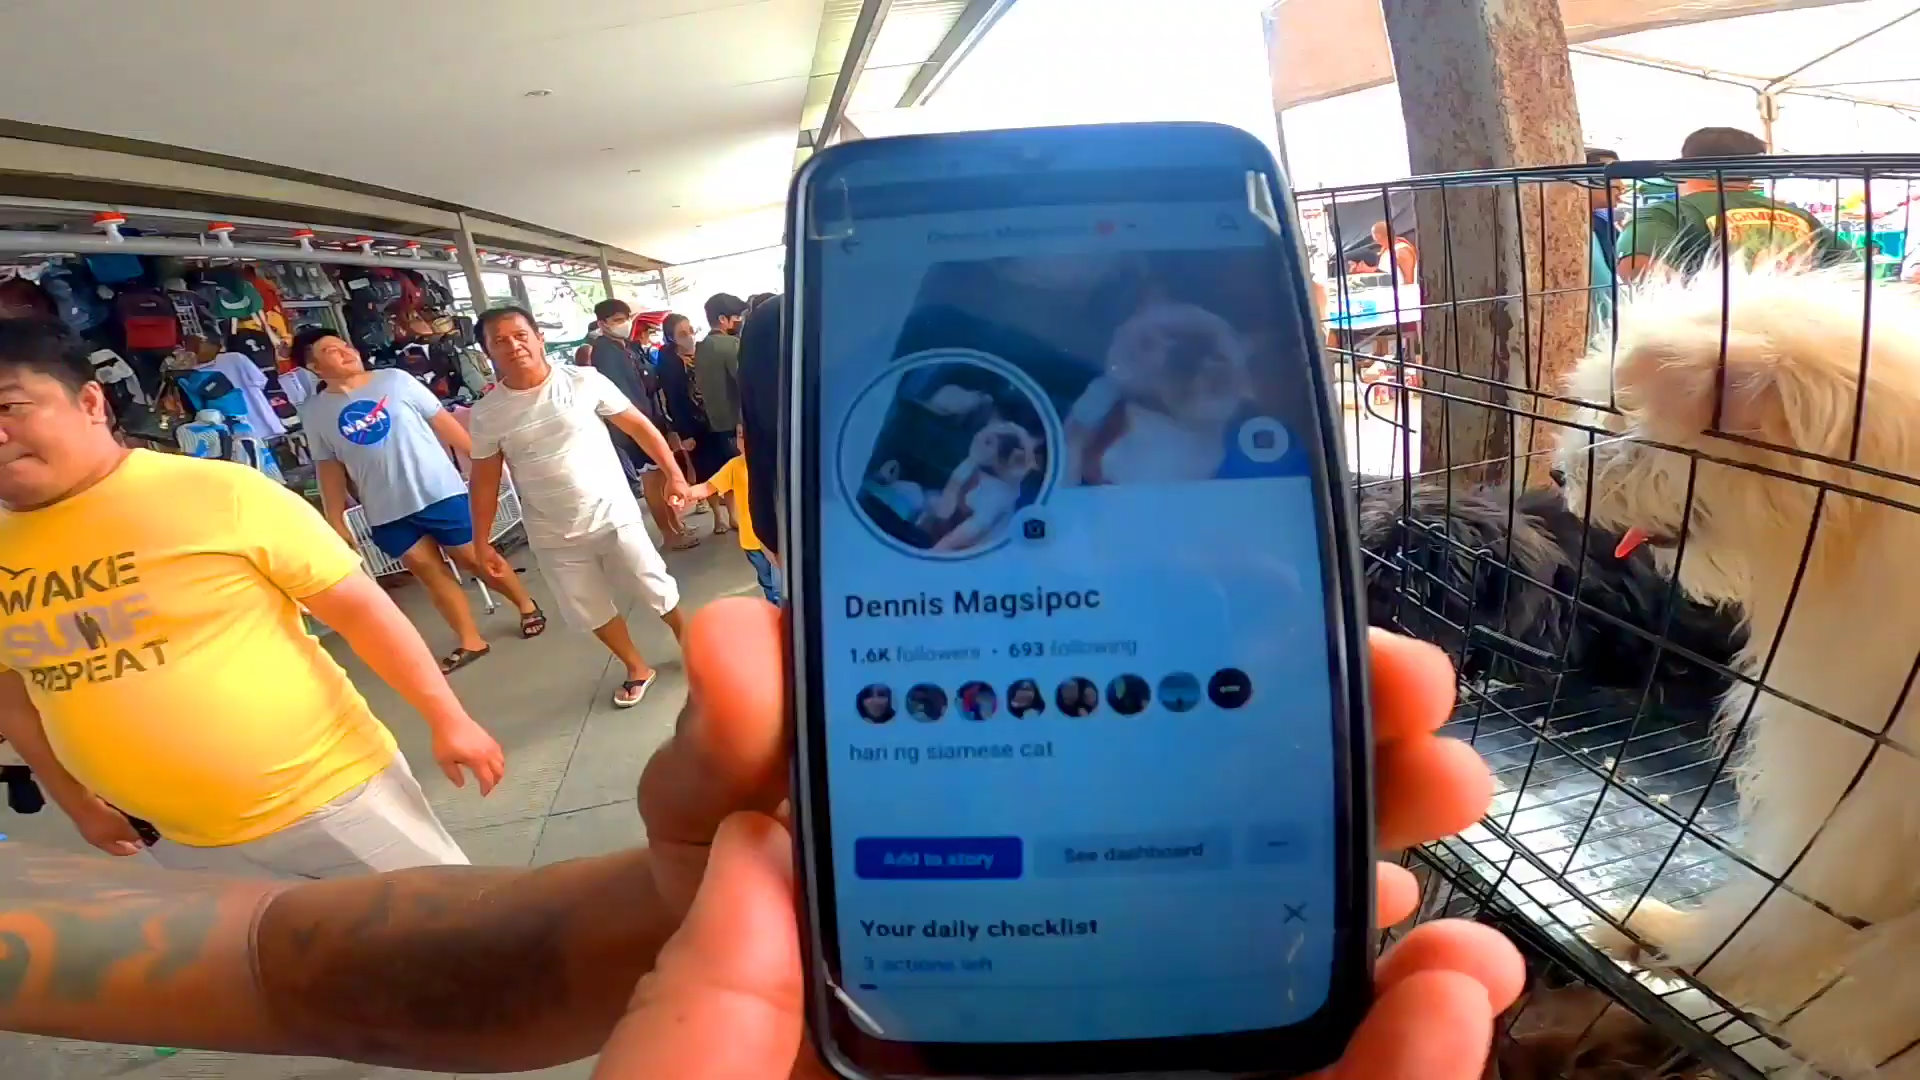 WAKE
SURF
REPEAT
NASA
Dennis Magsipoc
1.6K followers • 693 following
hari ng siamese cat
Add to story
See dashboard
Your daily checklist
3 actions left